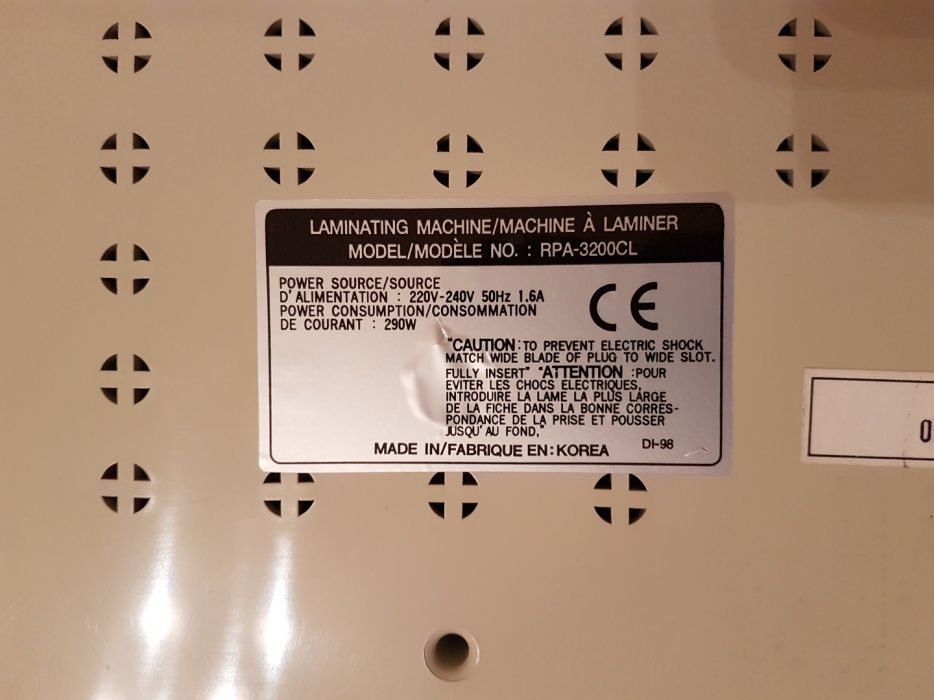 LAMINATING MACHINE/MACHINE À LAMINER
MODEL/MODÈLE NO. : RPA-3200CL
POWER SOURCE/SOURCE
D'ALIMENTATION : 220V-240V 50Hz 1.6A
POWER CONSUMPTION/CONSOMMATION
DE COURANT : 290W
CE
"CAUTION:TO PREVENT ELECTRIC SHOCK
MATCH WIDE BLADE OF PLUG TO WIDE SLOT.
FULLY INSERT" "ATTENTION :POUR
EVITER LES CHOCS ELECTRIQUES,
INTRODUIRE LA LAME LA PLUS LARGE
DE LA FICHE DANS LA BONNE CORRES-
PONDANCE DE LA PRISE ET POUSSER
JUSQU'AU FOND."
DI-98
MADE IN/FABRIQUE EN:KOREA
0